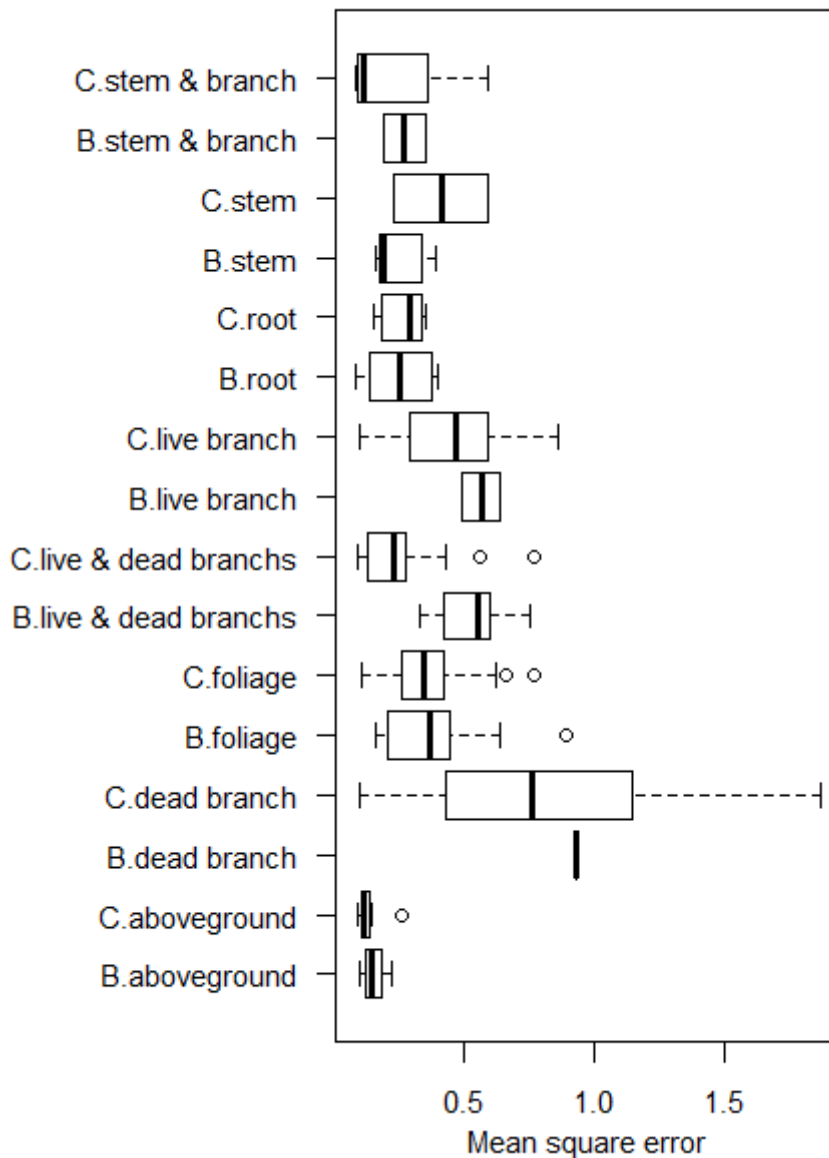 C.stem & branch
B.stem & branch
C.stem
B.stem
C.root
B.root
C.live branch
B.live branch
C.live & dead branchs
B.live & dead branchs
C.foliage
B.foliage
C.dead branch
B.dead branch
C.aboveground
B.aboveground
0.5 1.0 1.5
Mean square error